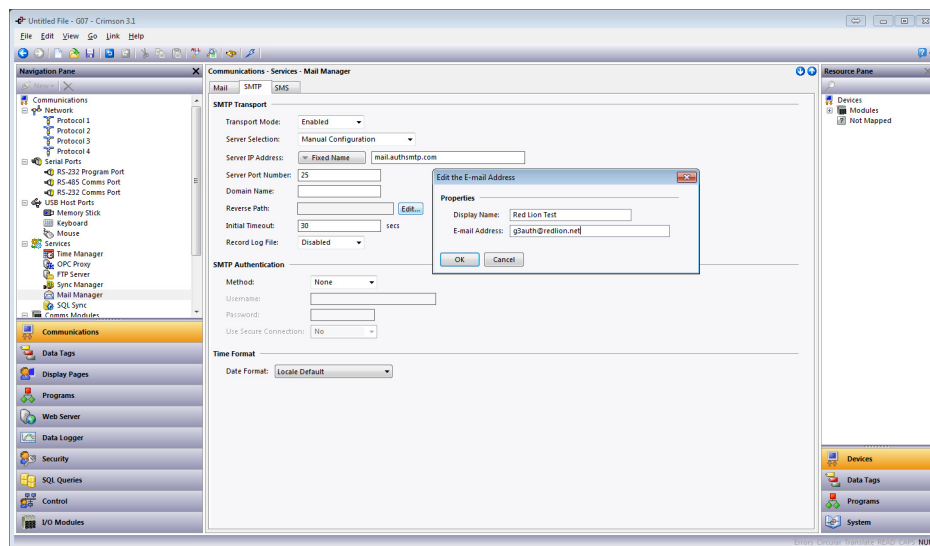 Untitled File - G07 - Crimson 3.1
File Edit View Go Link Help
Navigation Pane
New
Communications
Network
Protocol 1
Protocol 2
Protocol 3
Protocol 4
Serial Ports
RS-232 Program Port
RS-485 Comms Port
RS-232 Comms Port
USB Host Ports
Memory Stick
Keyboard
Mouse
Services
Time Manager
OPC Proxy
FTP Server
Sync Manager
Mail Manager
SQL Sync
Comms Modules
Communications
Data Tags
Display Pages
Programs
Web Server
Data Logger
Security
SQL Queries
Control
I/O Modules
Communications - Services - Mail Manager
Mail SMTP SMS
SMTP Transport
Transport Mode: Enabled
Server Selection: Manual Configuration
Server IP Address: Fixed Name mail.authsmtp.com
Server Port Number: 25
Domain Name:
Reverse Path: Edit...
Initial Timeout: 30 secs
Record Log File: Disabled
SMTP Authentication
Method: None
Username:
Password:
Use Secure Connection: No
Time Format
Date Format: Locale Default
Edit the E-mail Address
Properties
Display Name: Red Lion Test
E-mail Address: g3auth@redlion.net
OK Cancel
Resource Pane
Devices
Modules
Not Mapped
Devices
Data Tags
Programs
System
Errors Circular Translate READ CAPS NU